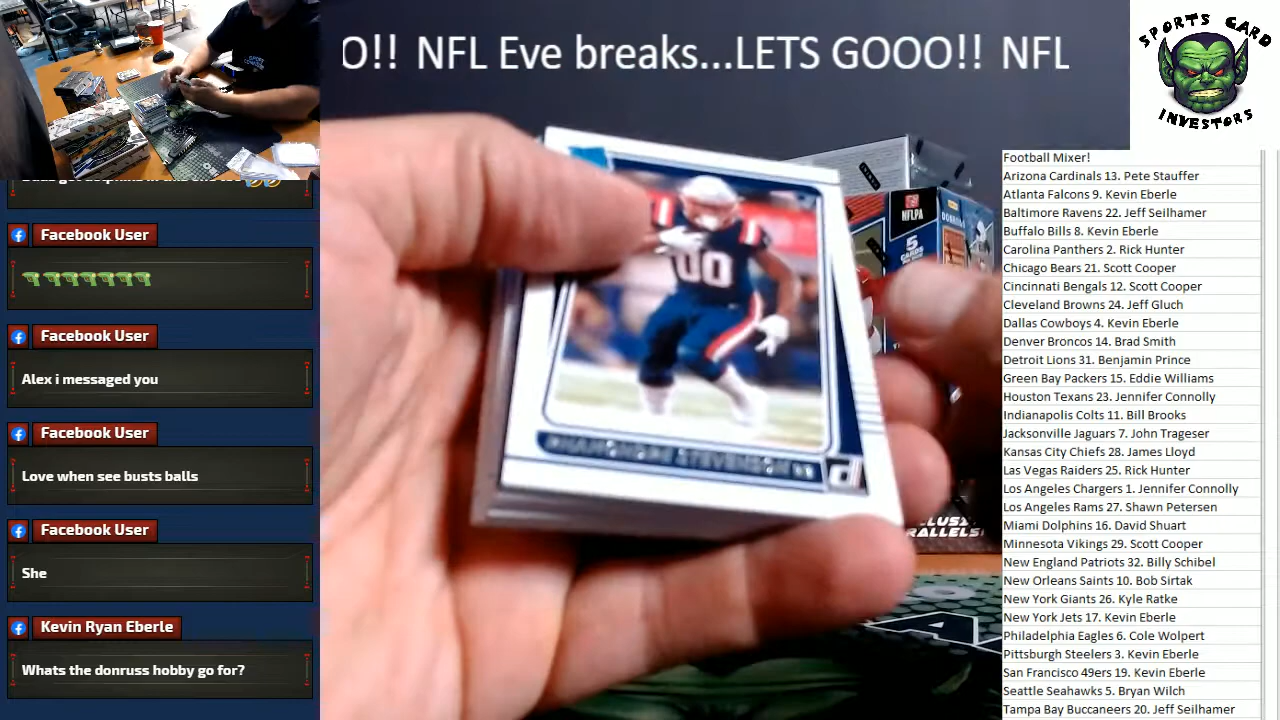 O!! NFL Eve breaks...LETS GOOO!! NFL
SPORTS CARD
INVESTORS
Facebook User
Facebook User
Alex i messaged you
Facebook User
Love when see busts balls
Facebook User
She
Kevin Ryan Eberle
Whats the donruss hobby go for?
00
RHAMONDRE STEVENSON RB
NFLPA
5
CARDS
Football Mixer!
Arizona Cardinals 13. Pete Stauffer
Atlanta Falcons 9. Kevin Eberle
Baltimore Ravens 22. Jeff Seilhamer
Buffalo Bills 8. Kevin Eberle
Carolina Panthers 2. Rick Hunter
Chicago Bears 21. Scott Cooper
Cincinnati Bengals 12. Scott Cooper
Cleveland Browns 24. Jeff Gluch
Dallas Cowboys 4. Kevin Eberle
Denver Broncos 14. Brad Smith
Detroit Lions 31. Benjamin Prince
Green Bay Packers 15. Eddie Williams
Houston Texans 23. Jennifer Connolly
Indianapolis Colts 11. Bill Brooks
Jacksonville Jaguars 7. John Trageser
Kansas City Chiefs 28. James Lloyd
Las Vegas Raiders 25. Rick Hunter
Los Angeles Chargers 1. Jennifer Connolly
Los Angeles Rams 27. Shawn Petersen
Miami Dolphins 16. David Shuart
Minnesota Vikings 29. Scott Cooper
New England Patriots 32. Billy Schibel
New Orleans Saints 10. Bob Sirtak
New York Giants 26. Kyle Ratke
New York Jets 17. Kevin Eberle
Philadelphia Eagles 6. Cole Wolpert
Pittsburgh Steelers 3. Kevin Eberle
San Francisco 49ers 19. Kevin Eberle
Seattle Seahawks 5. Bryan Wilch
Tampa Bay Buccaneers 20. Jeff Seilhamer